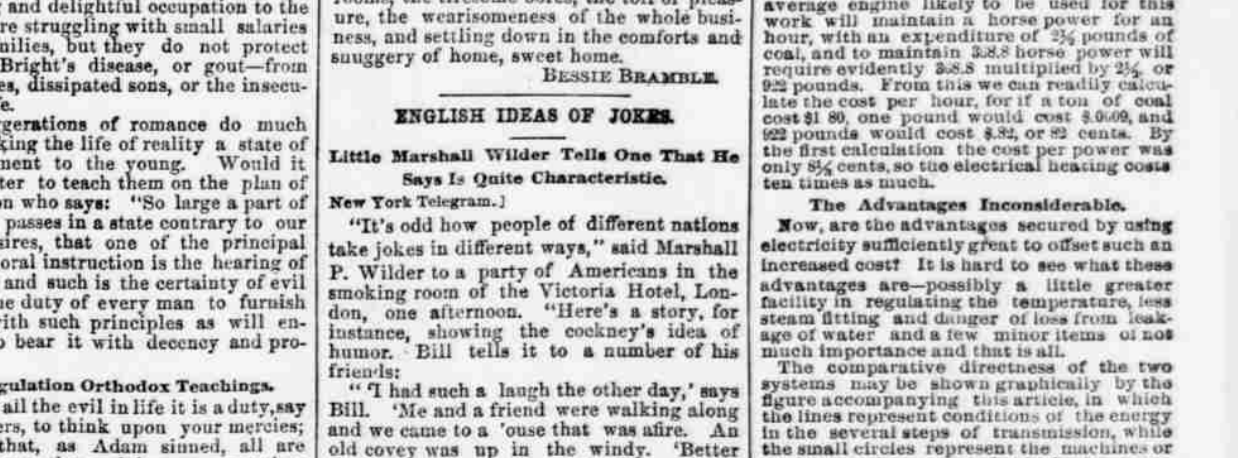 and delightful occupation to the
re struggling with small salaries
nilies, but they do not protect
Bright's disease, or gout—from
es, dissipated sons, or the insecu-
e.
gerations of romance do much
king the life of reality a state of
ment to the young. Would it
ter to teach them on the plan of
on who says: "So large a part of
passes in a state contrary to our
sires, that one of the principal
oral instruction is the hearing of
and such is the certainty of evil
ne duty of every man to furnish
with such principles as will en-
o bear it with decency and pro-
gulation Orthodox Teachings.
ail the evil in life it is a duty, say
ers, to think upon your mercies;
that, as Adam sinned, all are
ure, the wearisomeness of the whole busi-
ness, and settling down in the comforts and
snuggery of home, sweet home.
BESSIE BRAMBLE.
ENGLISH IDEAS OF JOKES.
Little Marshall Wilder Tells One That He
Says Is Quite Characteristic.
New York Telegram.]
"It's odd how people of different nations
take jokes in different ways," said Marshall
P. Wilder to a party of Americans in the
smoking room of the Victoria Hotel, Lon-
don, one afternoon. "Here's a story, for
instance, showing the cockney's idea of
humor. Bill tells it to a number of his
friends:
" 'I had such a laugh the other day,' says
Bill. 'Me and a friend were walking along
and we came to a 'ouse that was afire. An
old covey was up in the windy. 'Better
average engine likely to be used for this
work will maintain a horse power for an
hour, with an expenditure of 2¾ pounds of
coal, and to maintain 368.8 horse power will
require evidently 368.8 multiplied by 2½, or
922 pounds. From this we can readily calcu-
late the cost per hour, for if a ton of coal
cost $1 80, one pound would cost $.0009, and
922 pounds would cost $.82, or 82 cents. By
the first calculation the cost per power was
only 8¼ cents, so the electrical heating costs
ten times as much.
The Advantages Inconsiderable.
Now, are the advantages secured by using
electricity sufficiently great to offset such an
increased cost? It is hard to see what these
advantages are—possibly a little greater
facility in regulating the temperature, less
steam fitting and danger of loss from leak-
age of water and a few minor items of not
much importance and that is all.
The comparative directness of the two
systems may be shown graphically by the
figure accompanying this article, in which
the lines represent conditions of the energy
in the several steps of transmission, while
the small circles represent the machines or